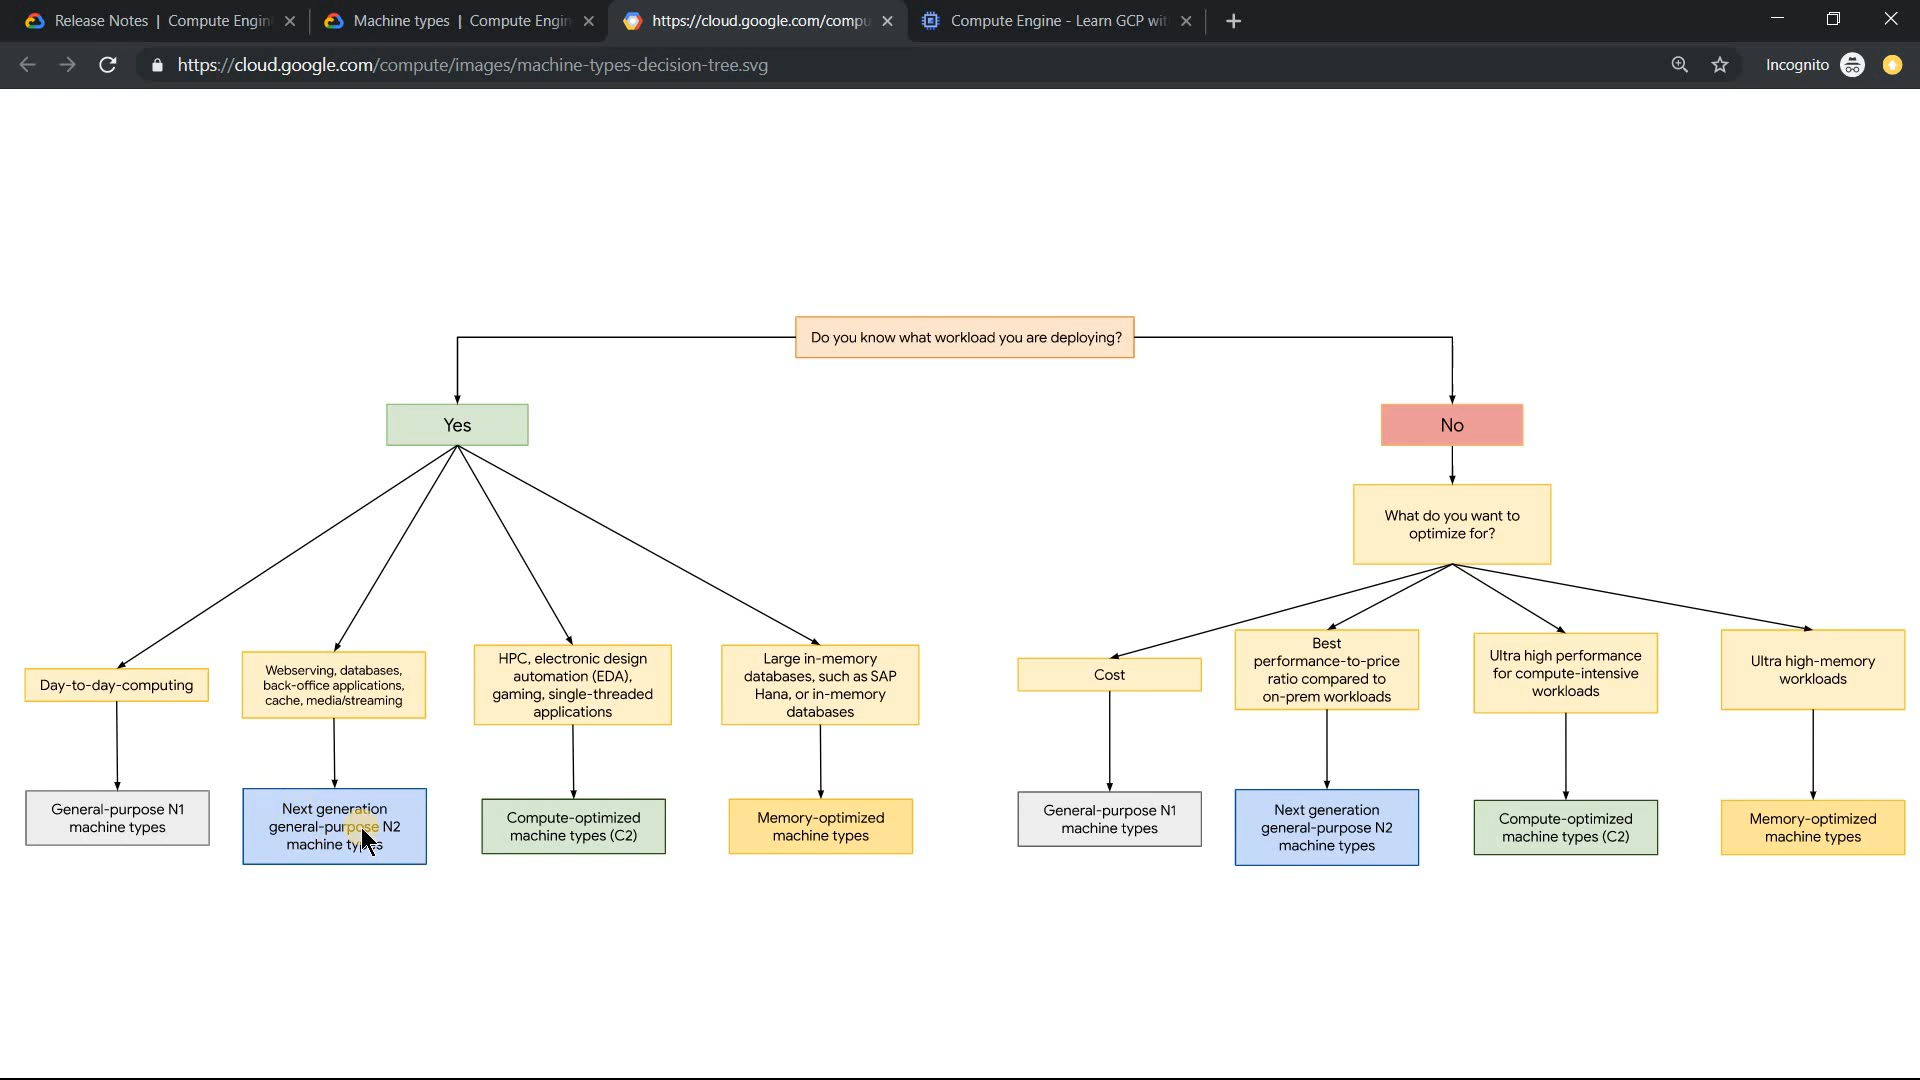 Release Notes | Compute Engin
Machine types | Compute Engin
https://cloud.google.com/compu
Compute Engine - Learn GCP wit
https://cloud.google.com/compute/images/machine-types-decision-tree.svg
Incognito
Do you know what workload you are deploying?
Yes
No
What do you want to
optimize for?
Day-to-day-computing
Webserving, databases,
back-office applications,
cache, media/streaming
HPC, electronic design
automation (EDA),
gaming, single-threaded
applications
Large in-memory
databases, such as SAP
Hana, or in-memory
databases
Cost
Best
performance-to-price
ratio compared to
on-prem workloads
Ultra high performance
for compute-intensive
workloads
Ultra high-memory
workloads
General-purpose N1
machine types
Next generation
general-purpose N2
machine types
Compute-optimized
machine types (C2)
Memory-optimized
machine types
General-purpose N1
machine types
Next generation
general-purpose N2
machine types
Compute-optimized
machine types (C2)
Memory-optimized
machine types